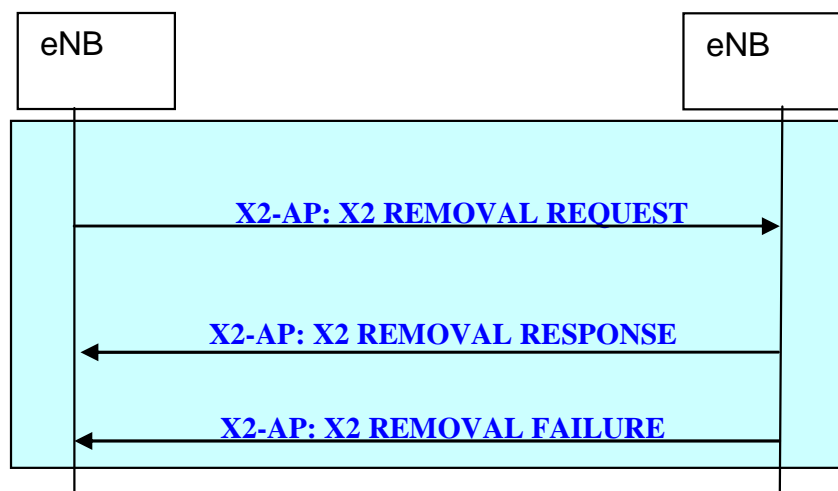 eNB
eNB
X2-AP: X2 REMOVAL REQUEST
X2-AP: X2 REMOVAL RESPONSE
X2-AP: X2 REMOVAL FAILURE